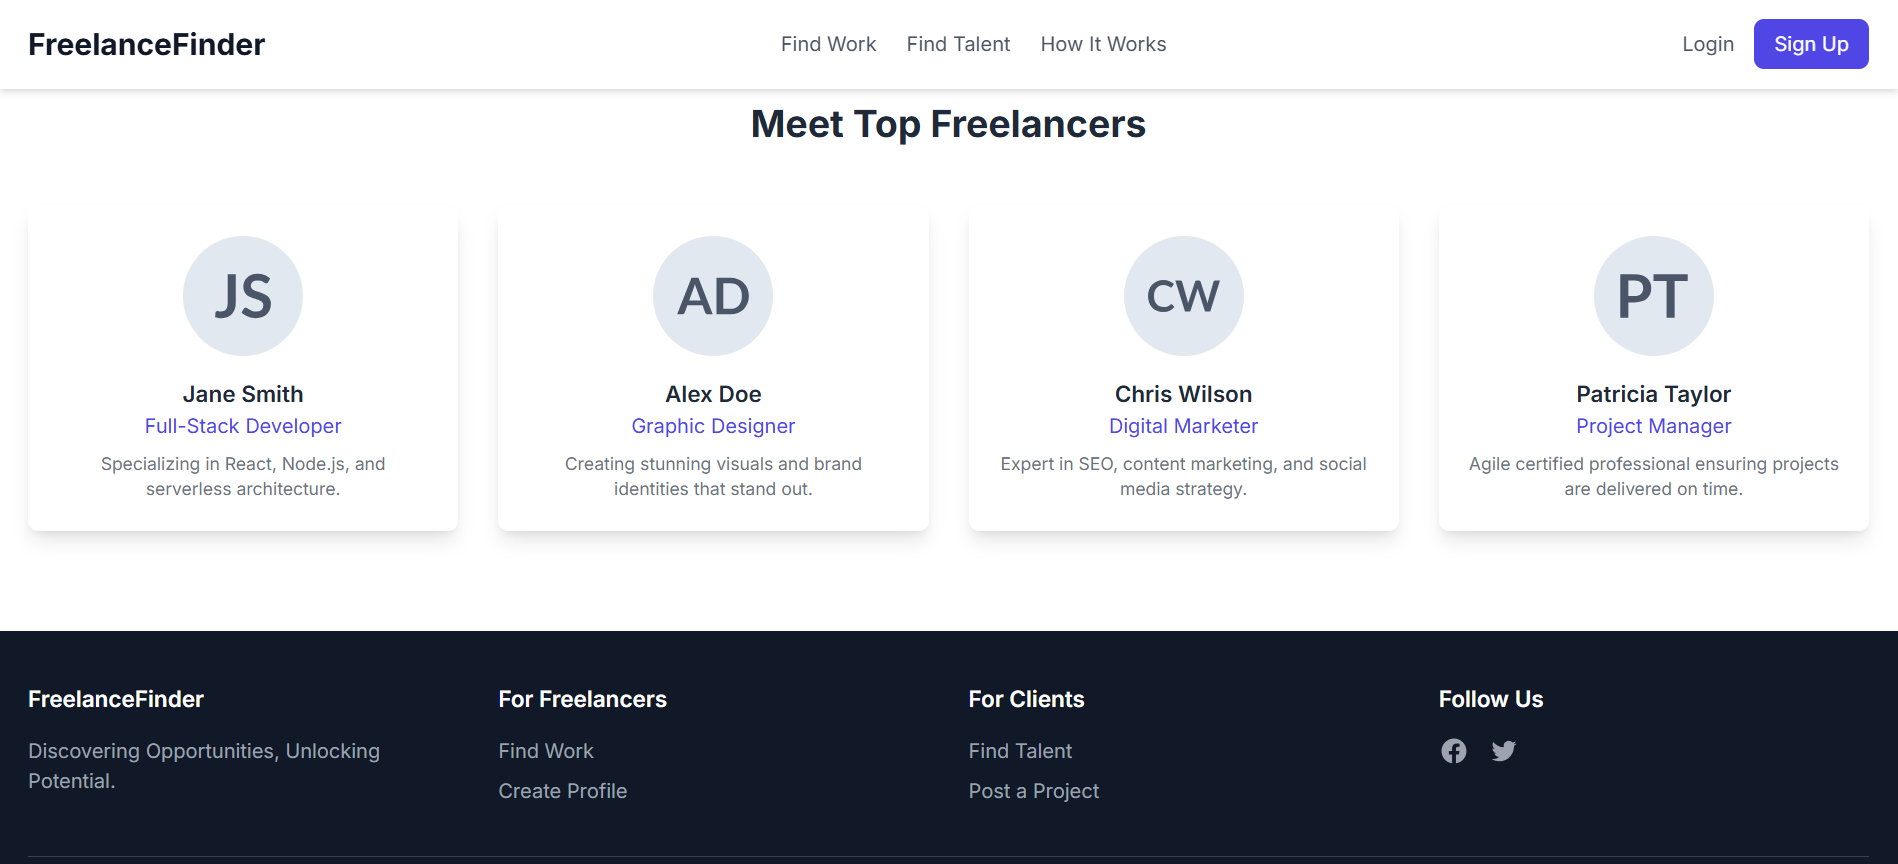 FreelanceFinder
Find Work
Find Talent
How It Works
Login
Sign Up
Meet Top Freelancers
JS
Jane Smith
Full-Stack Developer
Specializing in React, Node.js, and
serverless architecture.
AD
Alex Doe
Graphic Designer
Creating stunning visuals and brand
identities that stand out.
CW
Chris Wilson
Digital Marketer
Expert in SEO, content marketing, and social
media strategy.
PT
Patricia Taylor
Project Manager
Agile certified professional ensuring projects
are delivered on time.
FreelanceFinder
Discovering Opportunities, Unlocking
Potential.
For Freelancers
Find Work
Create Profile
For Clients
Find Talent
Post a Project
Follow Us